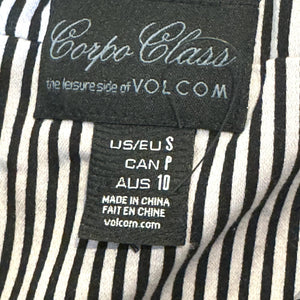 Corpo Class
the leisure side of VOLCOM
US/EU S
CAN P
AUS 10
MADE IN CHINA
FAIT EN CHINE
volcom.com